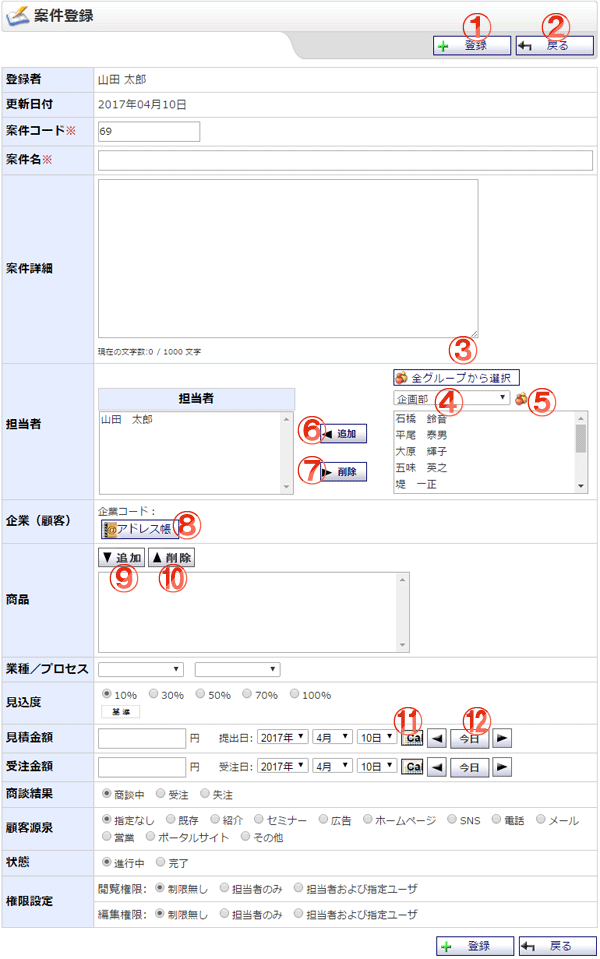 案件登録
① ②
登録 戻る
登録者 山田 太郎
更新日付 2017年04月10日
案件コード※ 69
案件名※
案件詳細
現在の文字数:0 / 1000 文字
③
全グループから選択
担当者 企画部 ④ ⑤
担当者
山田 太郎
⑥ 追加
⑦ 削除
石橋 鈴音
平尾 泰男
大原 輝子
五味 英之
堤 一正
企業（顧客） 企業コード：
@アドレス帳 ⑧
商品 ▼追加 ▲削除
⑨ ⑩
業種／プロセス
見込度 10% 30% 50% 70% 100%
基準
⑪ ⑫
見積金額 円 提出日: 2017年 4月 10日 Cal 今日
受注金額 円 受注日: 2017年 4月 10日 Cal 今日
商談結果 商談中 受注 失注
顧客源泉 指定なし 既存 紹介 セミナー 広告 ホームページ SNS 電話 メール
営業 ポータルサイト その他
状態 進行中 完了
権限設定 閲覧権限: 制限無し 担当者のみ 担当者および指定ユーザ
編集権限: 制限無し 担当者のみ 担当者および指定ユーザ
登録 戻る